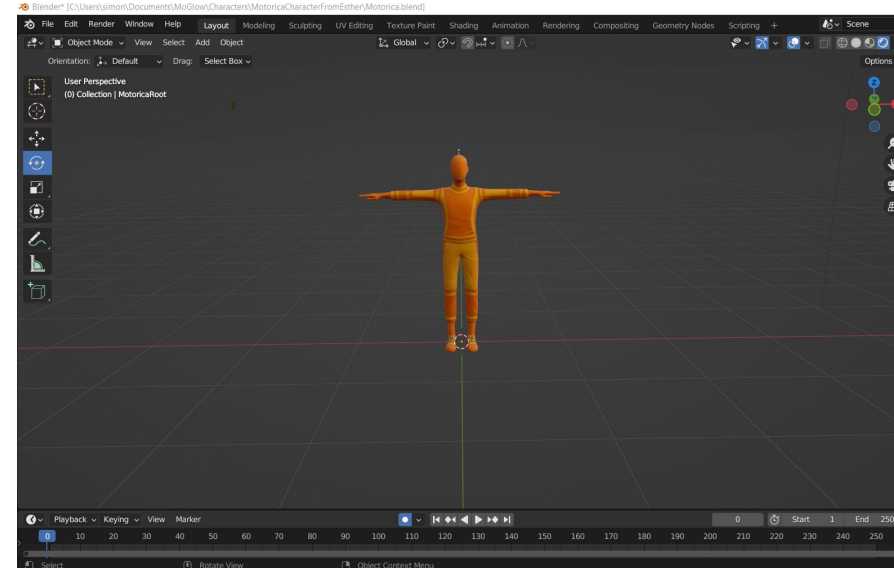 Blender* [C:\Users\simon\Documents\MoGlow\Characters\MotoricaCharacterFromEsther\Motorica.blend]
File Edit Render Window Help Layout Modeling Sculpting UV Editing Texture Paint Shading Animation Rendering Compositing Geometry Nodes Scripting + Scene
Object Mode View Select Add Object Global
Orientation: Default Drag: Select Box Options
User Perspective
(0) Collection | MotoricaRoot
Z
Y
Playback Keying View Marker 0 Start 1 End 250
0 10 20 30 40 50 60 70 80 90 100 110 120 130 140 150 160 170 180 190 200 210 220 230 240 250
Select Rotate View Object Context Menu